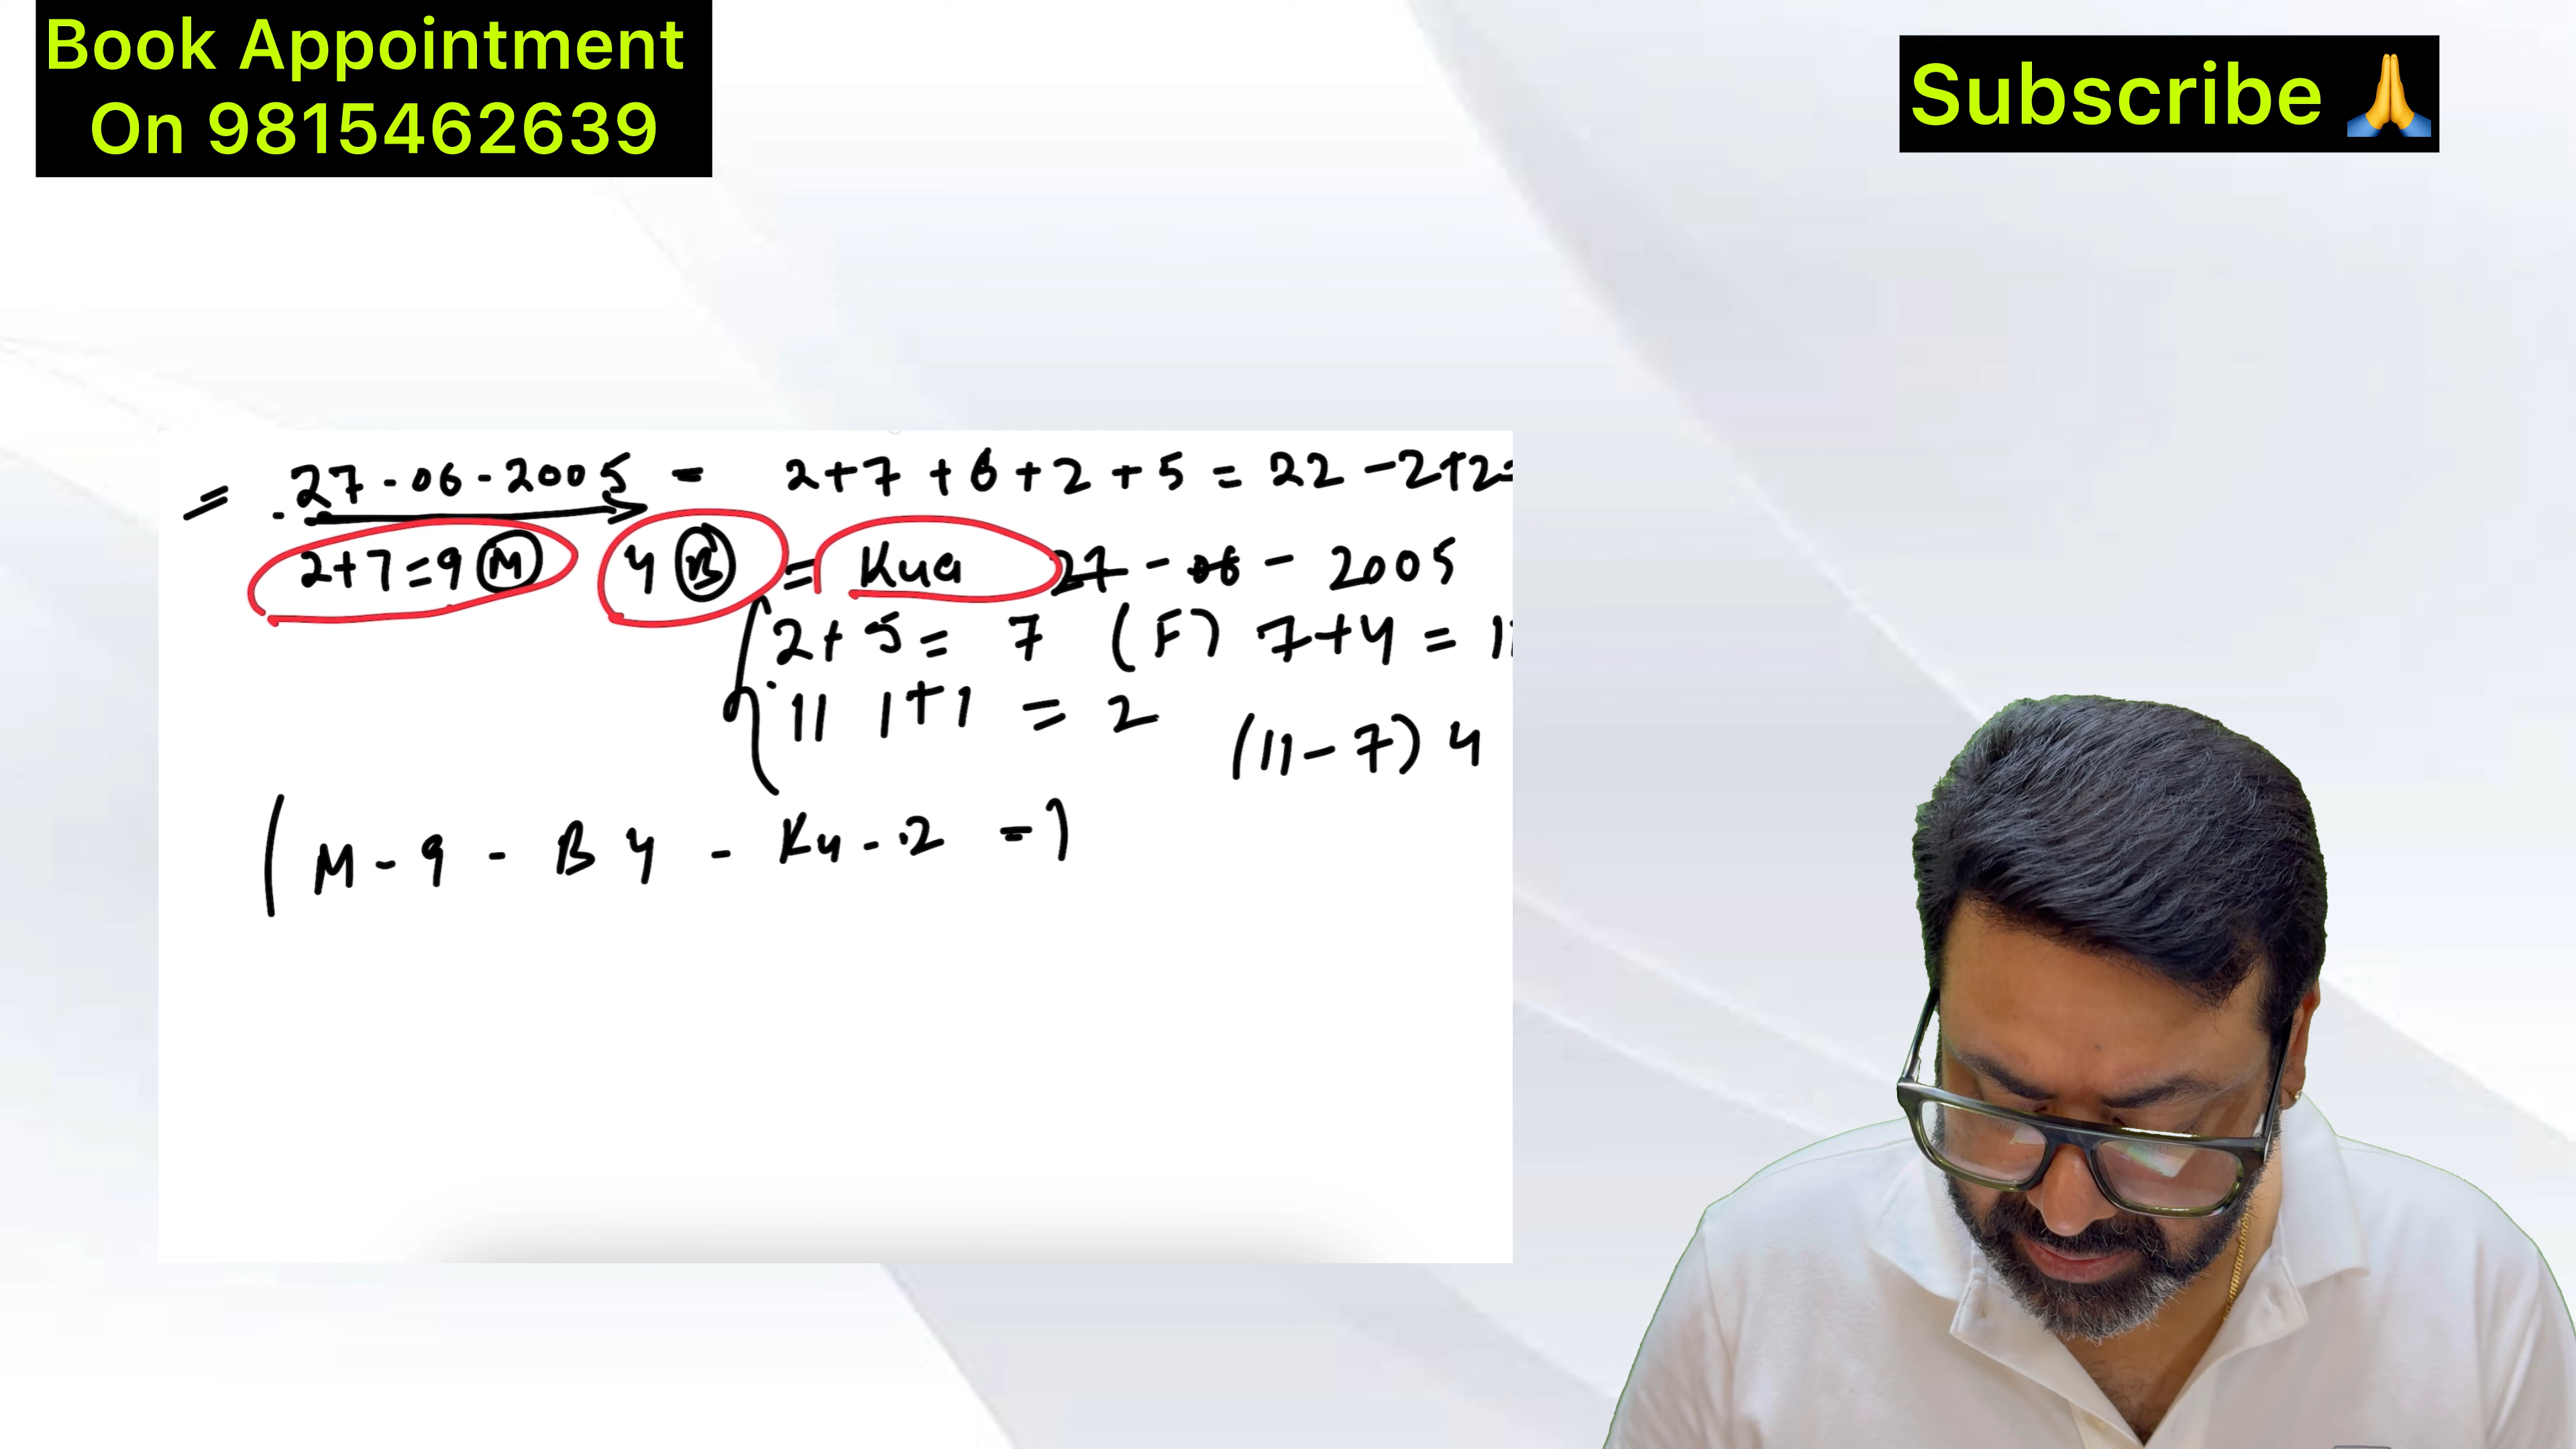 Book Appointment
On 9815462639
Subscribe 🙏
= 27-06-2005 - 2+7+6+2+5 = 22 -2+2=
2+7=9 M 4 B = Kua 27 - 06 - 2005
2+5= 7 (F) 7+4 = 11
11 1+1 = 2
(11-7) 4
(M-9 - B 4 - Ku-2 =)